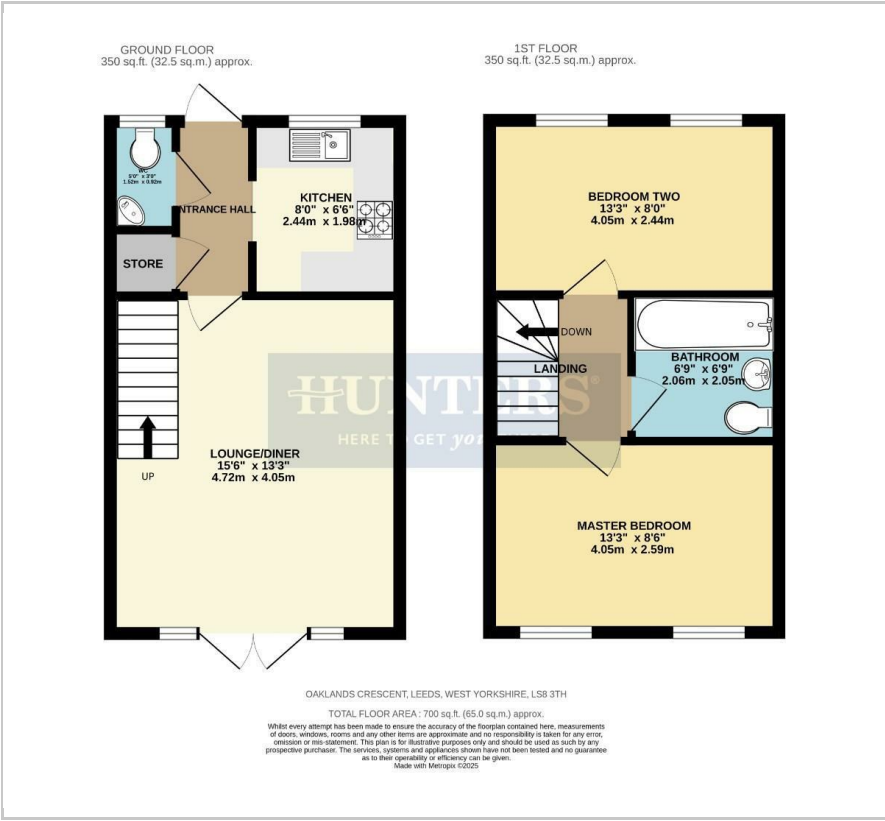 GROUND FLOOR
350 sq.ft. (32.5 sq.m.) approx.
WC
5'0" x 3'0"
1.52m x 0.92m
ENTRANCE HALL
KITCHEN
8'0" x 6'6"
2.44m x 1.98m
STORE
UP
LOUNGE/DINER
15'6" x 13'3"
4.72m x 4.05m
1ST FLOOR
350 sq.ft. (32.5 sq.m.) approx.
BEDROOM TWO
13'3" x 8'0"
4.05m x 2.44m
DOWN
LANDING
BATHROOM
6'9" x 6'9"
2.06m x 2.05m
MASTER BEDROOM
13'3" x 8'6"
4.05m x 2.59m
HUNTERS®
HERE TO GET
OAKLANDS CRESCENT, LEEDS, WEST YORKSHIRE, LS8 3TH
TOTAL FLOOR AREA : 700 sq.ft. (65.0 sq.m.) approx.
Whilst every attempt has been made to ensure the accuracy of the floorplan contained here, measurements
of doors, windows, rooms and any other items are approximate and no responsibility is taken for any error,
omission or mis-statement. This plan is for illustrative purposes only and should be used as such by any
prospective purchaser. The services, systems and appliances shown have not been tested and no guarantee
as to their operability or efficiency can be given.
Made with Metropix ©2025